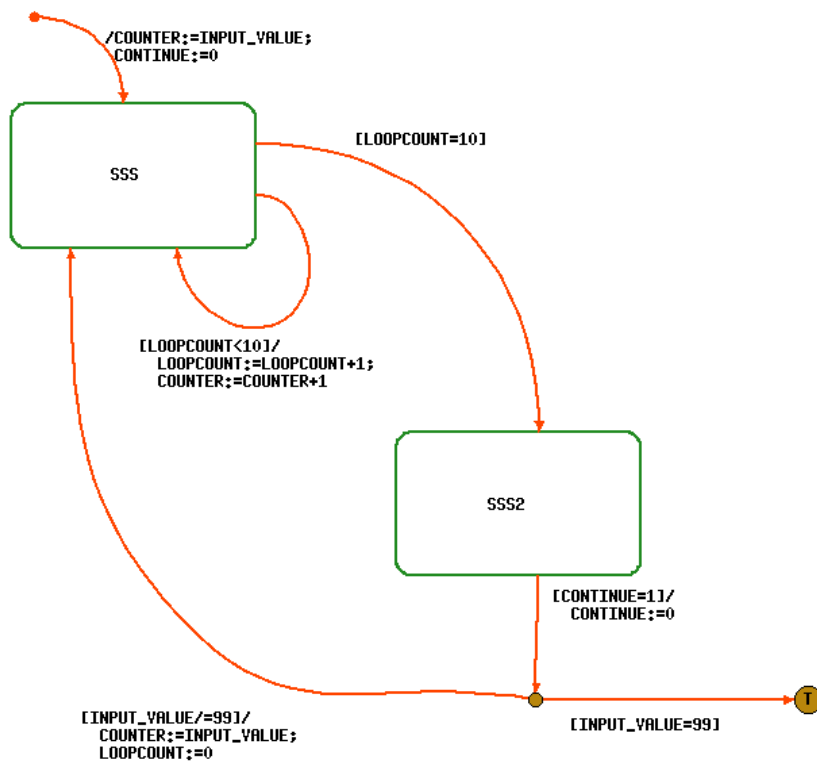 /COUNTER:=INPUT_VALUE;
CONTINUE:=0
[LOOPCOUNT=10]
SSS
[LOOPCOUNT<10]/
LOOPCOUNT:=LOOPCOUNT+1;
COUNTER:=COUNTER+1
SSS2
[CONTINUE=1]/
CONTINUE:=0
T
[INPUT_VALUE/=99]/
COUNTER:=INPUT_VALUE;
LOOPCOUNT:=0
[INPUT_VALUE=99]